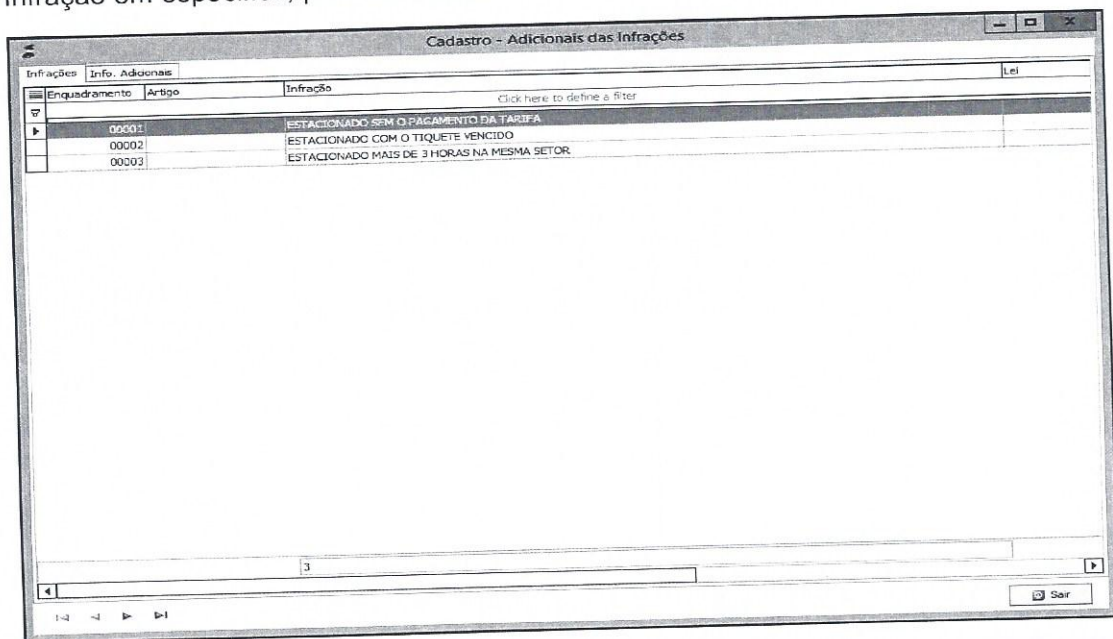 Infração em
Cadastro - Adicionais das Infrações
Infrações Info. Adicionais
Enquadramento Artigo Infração Lei
Click here to define a filter
00001 ESTACIONADO SEM O PAGAMENTO DA TARIFA
00002 ESTACIONADO COM O TIQUETE VENCIDO
00003 ESTACIONADO MAIS DE 3 HORAS NA MESMA SETOR
3
Sair